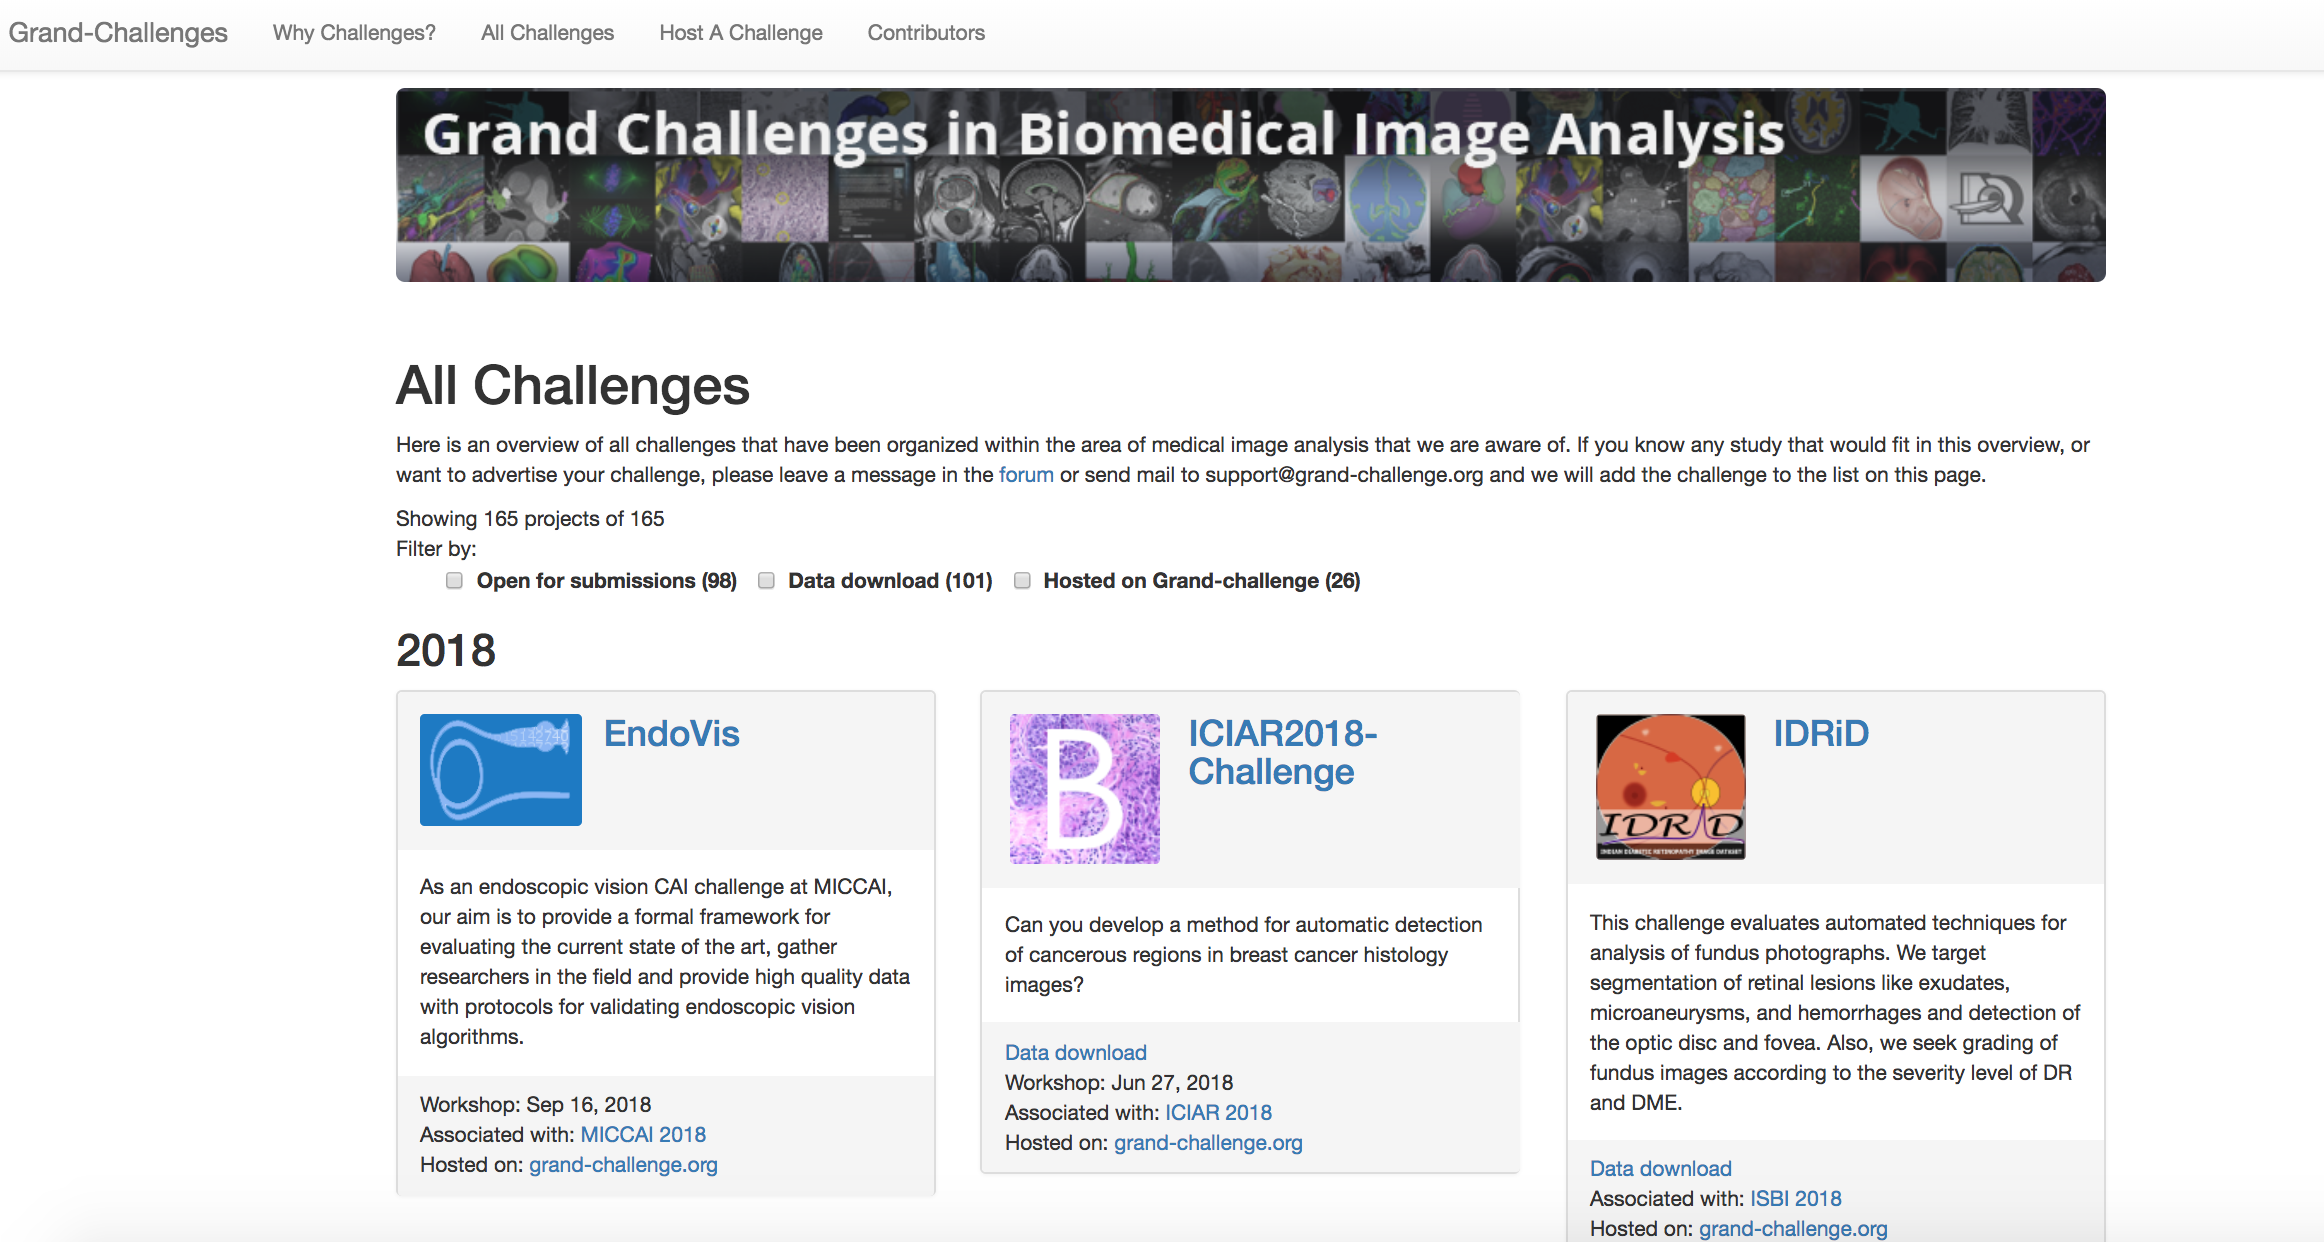 Grand-Challenges Why Challenges? All Challenges Host A Challenge Contributors
Grand Challenges in Biomedical Image Analysis
All Challenges
Here is an overview of all challenges that have been organized within the area of medical image analysis that we are aware of. If you know any study that would fit in this overview, or
want to advertise your challenge, please leave a message in the forum or send mail to support@grand-challenge.org and we will add the challenge to the list on this page.
Showing 165 projects of 165
Filter by:
Open for submissions (98) Data download (101) Hosted on Grand-challenge (26)
2018
EndoVis
As an endoscopic vision CAI challenge at MICCAI,
our aim is to provide a formal framework for
evaluating the current state of the art, gather
researchers in the field and provide high quality data
with protocols for validating endoscopic vision
algorithms.
Workshop: Sep 16, 2018
Associated with: MICCAI 2018
Hosted on: grand-challenge.org
B
ICIAR2018-
Challenge
Can you develop a method for automatic detection
of cancerous regions in breast cancer histology
images?
Data download
Workshop: Jun 27, 2018
Associated with: ICIAR 2018
Hosted on: grand-challenge.org
IDRiD
INDIAN DIABETIC RETINOPATHY IMAGE DATASET
IDRiD
This challenge evaluates automated techniques for
analysis of fundus photographs. We target
segmentation of retinal lesions like exudates,
microaneurysms, and hemorrhages and detection of
the optic disc and fovea. Also, we seek grading of
fundus images according to the severity level of DR
and DME.
Data download
Associated with: ISBI 2018
Hosted on: grand-challenge.org